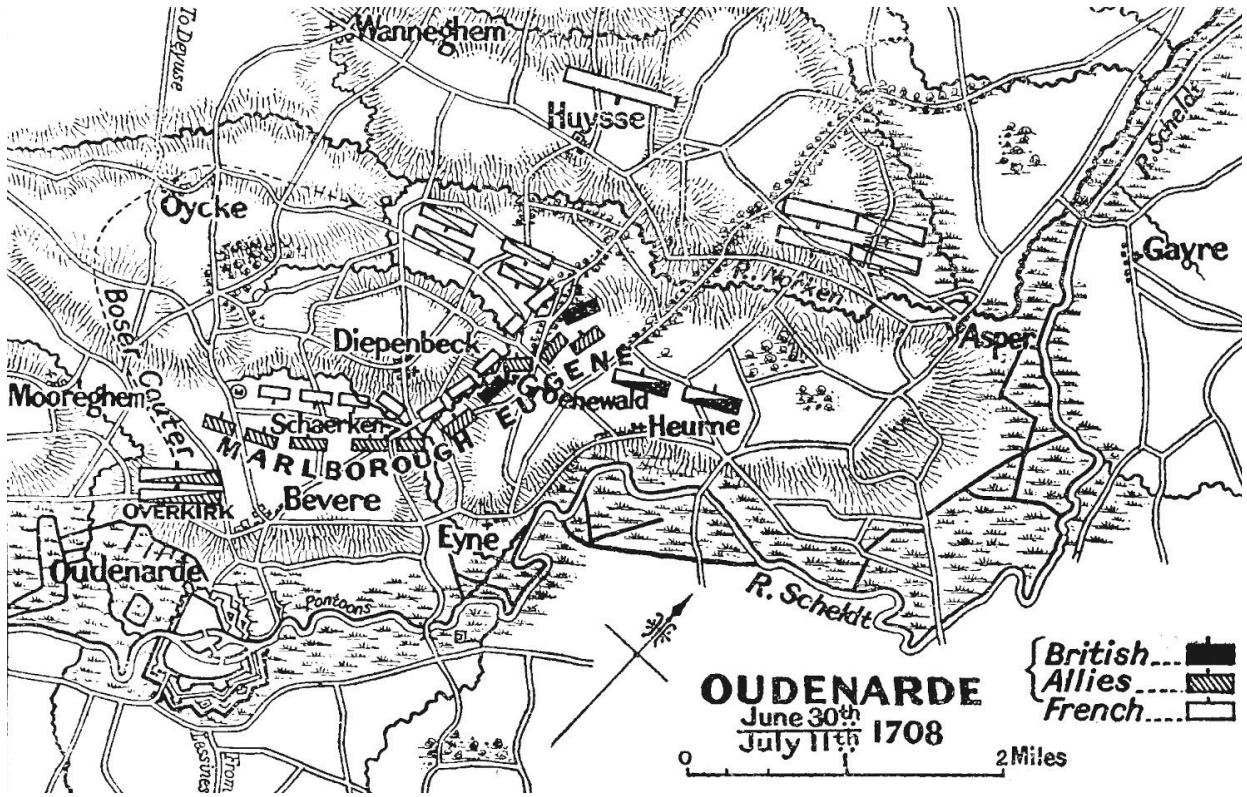 To Deynse
Wanneghem
Huysse
R. Scheldt
Oycke
Gayre
R. Norken
Boser Couter
Diepenbeck
Asper
Mooreghem
M
Schaerken
MARLBOROUGH
EUGENE
Heurne
OVERKIRK
Bevere
Eyne
Oudenarde
Pontoons
R. Scheldt
OUDENARDE
June 30th
July 11th 1708
British
Allies
French
0 2 Miles
From Lessines